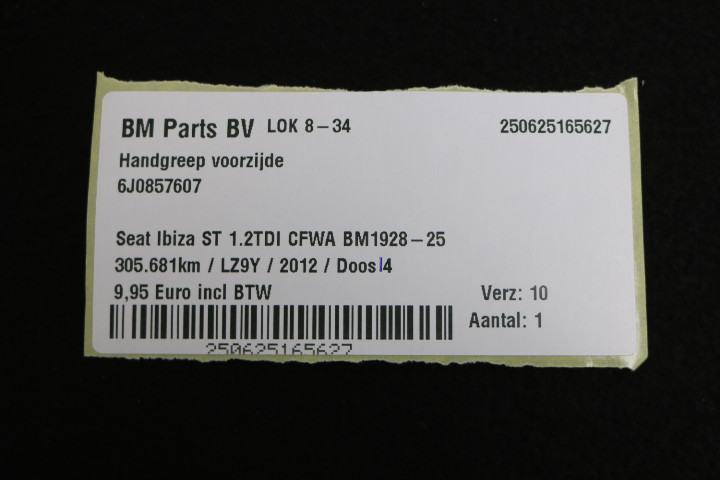 BM Parts BV LOK 8-34 250625165627
Handgreep voorzijde
6J0857607
Seat Ibiza ST 1.2TDI CFWA BM1928-25
305.681km / LZ9Y / 2012 / Doos 4
9,95 Euro incl BTW Verz: 10
Aantal: 1
250625165627